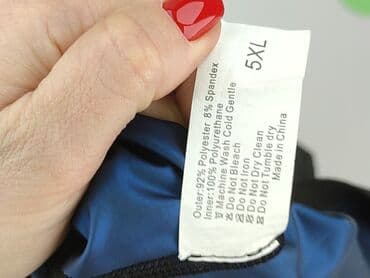 5XL
Outer:92% Polyester 8% Spandex
Inner:100% Polyurethane
Machine Wash Cold Gentle
Do Not Bleach
Do Not Iron
Do Not Dry Clean
Do Not Tumble dry
Made in China